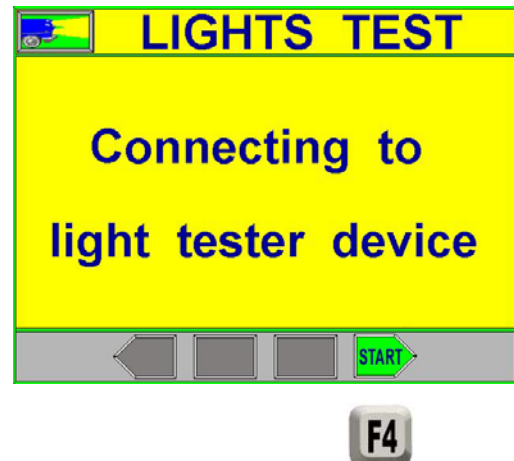 LIGHTS TEST
Connecting to
light tester device
START
F4